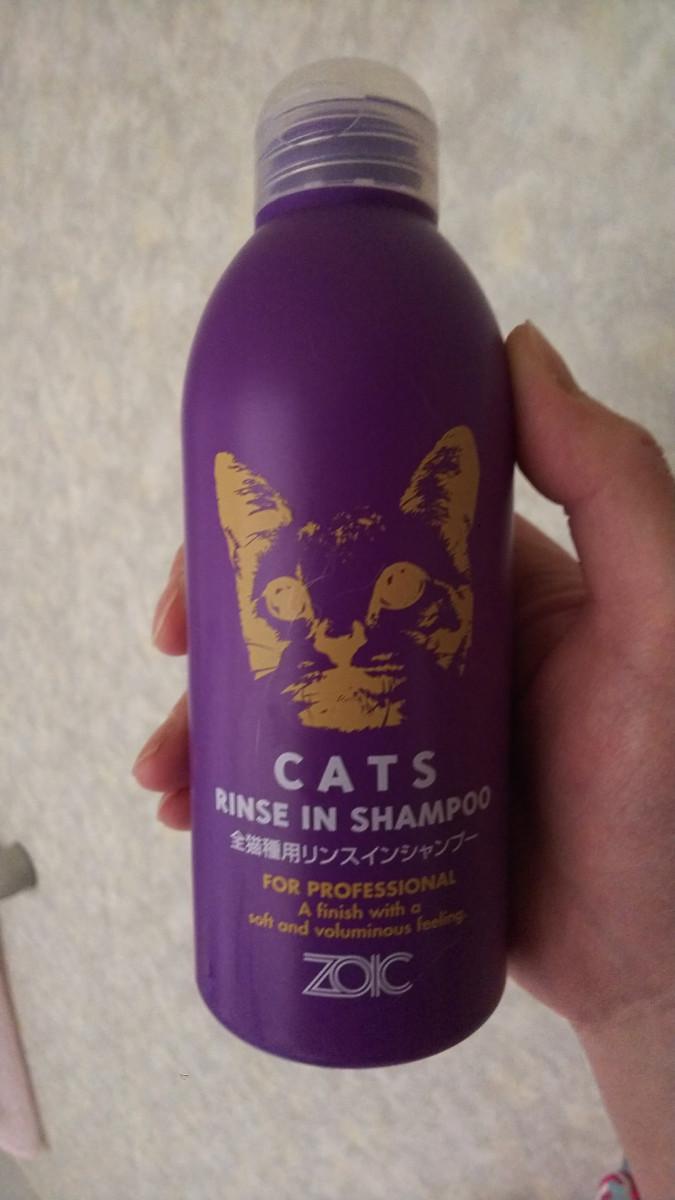 CATS
RINSE IN SHAMPOO
全猫種用リンスインシャンプー
FOR PROFESSIONAL
A finish with a
soft and voluminous feeling.
ZOIC